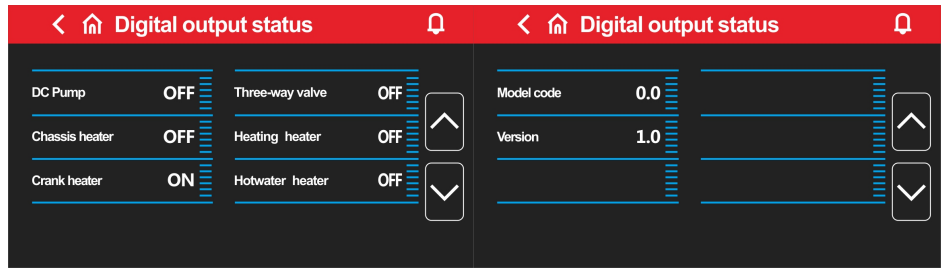 Digital output status
DC Pump OFF Three-way valve OFF
Chassis heater OFF Heating heater OFF
Crank heater ON Hotwater heater OFF
Digital output status
Model code 0.0
Version 1.0